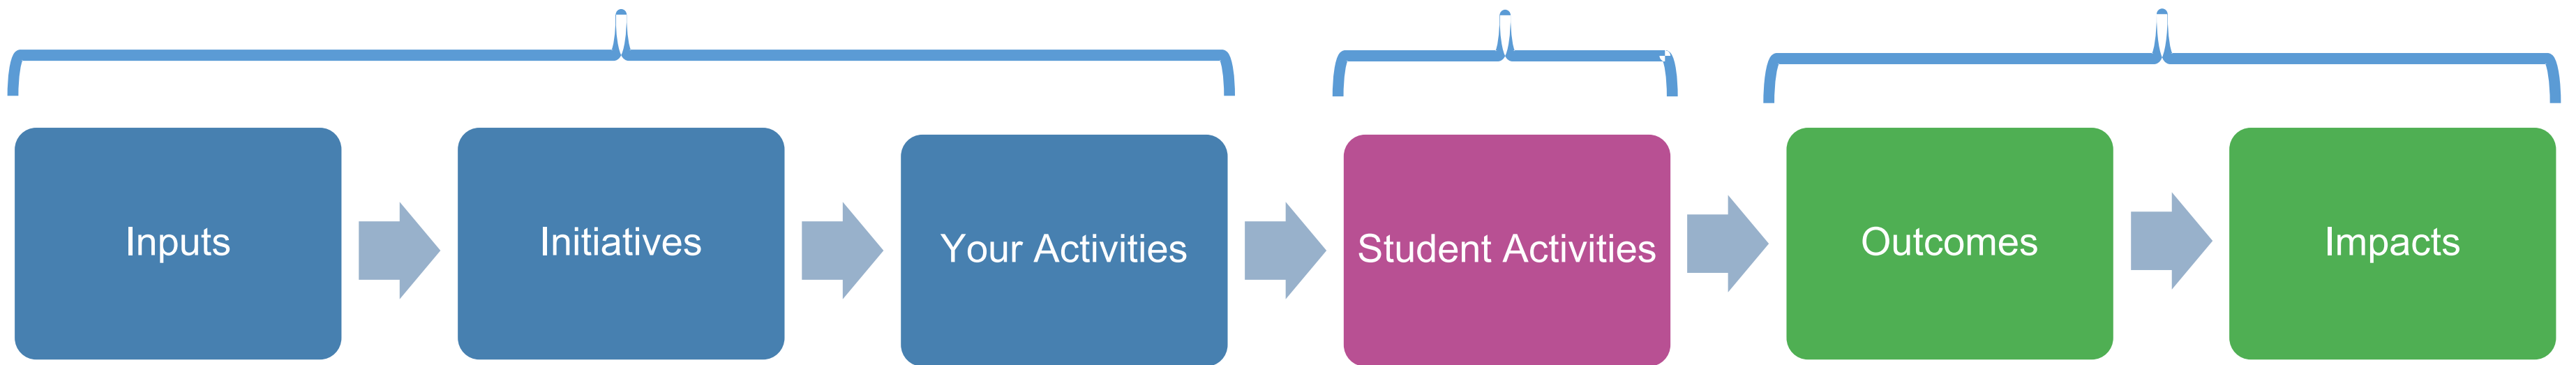 Inputs
Initiatives
Your Activities
Student Activities
Outcomes
Impacts